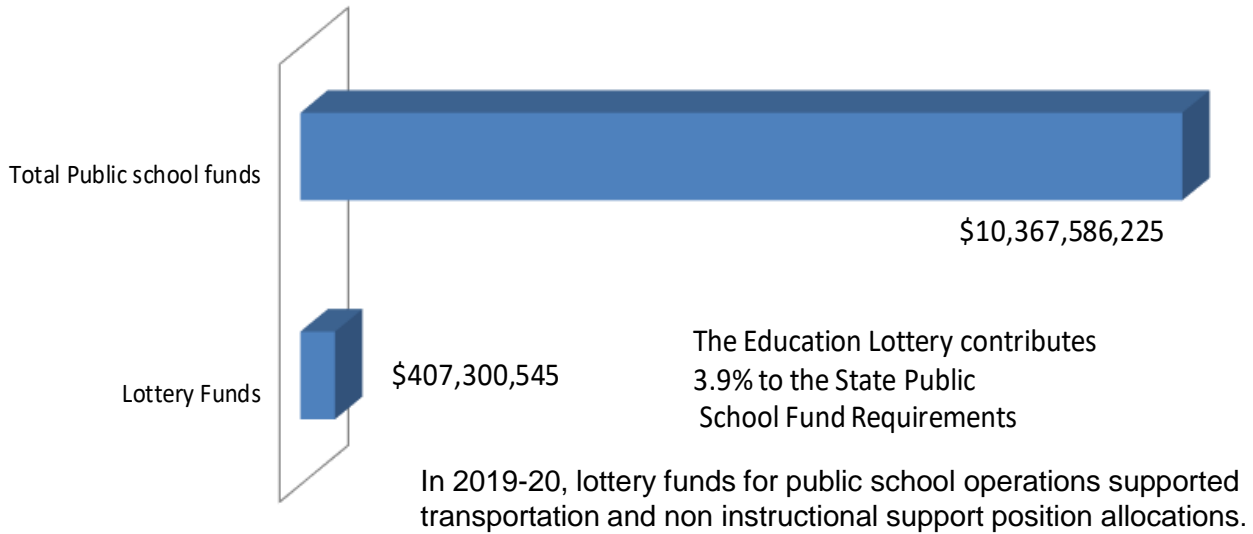 Total Public school funds
$10,367,586,225
Lottery Funds
$407,300,545
The Education Lottery contributes
3.9% to the State Public
School Fund Requirements
In 2019-20, lottery funds for public school operations supported
transportation and non instructional support position allocations.